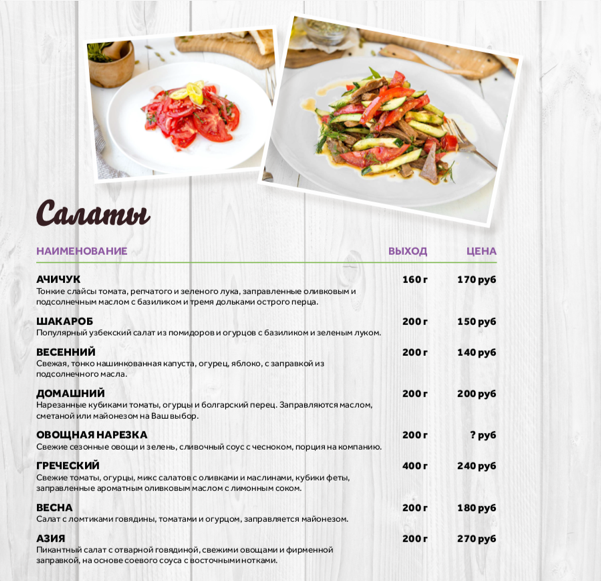 Салаты
НАИМЕНОВАНИЕ ВЫХОД ЦЕНА
АЧИЧУК 160 г 170 руб
Тонкие слайсы томата, репчатого и зеленого лука, заправленные оливковым и
подсолнечным маслом с базиликом и тремя дольками острого перца.
ШАКАРОБ 200 г 150 руб
Популярный узбекский салат из помидоров и огурцов с базиликом и зеленым луком.
ВЕСЕННИЙ 200 г 140 руб
Свежая, тонко нашинкованная капуста, огурец, яблоко, с заправкой из
подсолнечного масла.
ДОМАШНИЙ 200 г 200 руб
Нарезанные кубиками томаты, огурцы и болгарский перец. Заправляются маслом,
сметаной или майонезом на Ваш выбор.
ОВОЩНАЯ НАРЕЗКА 200 г ? руб
Свежие сезонные овощи и зелень, сливочный соус с чесноком, порция на компанию.
ГРЕЧЕСКИЙ 400 г 240 руб
Свежие томаты, огурцы, микс салатов с оливками и маслинами, кубики феты,
заправленные ароматным оливковым маслом с лимонным соком.
ВЕСНА 200 г 180 руб
Салат с ломтиками говядины, томатами и огурцом, заправляется майонезом.
АЗИЯ 200 г 270 руб
Пикантный салат с отварной говядиной, свежими овощами и фирменной
заправкой, на основе соевого соуса с восточными нотками.